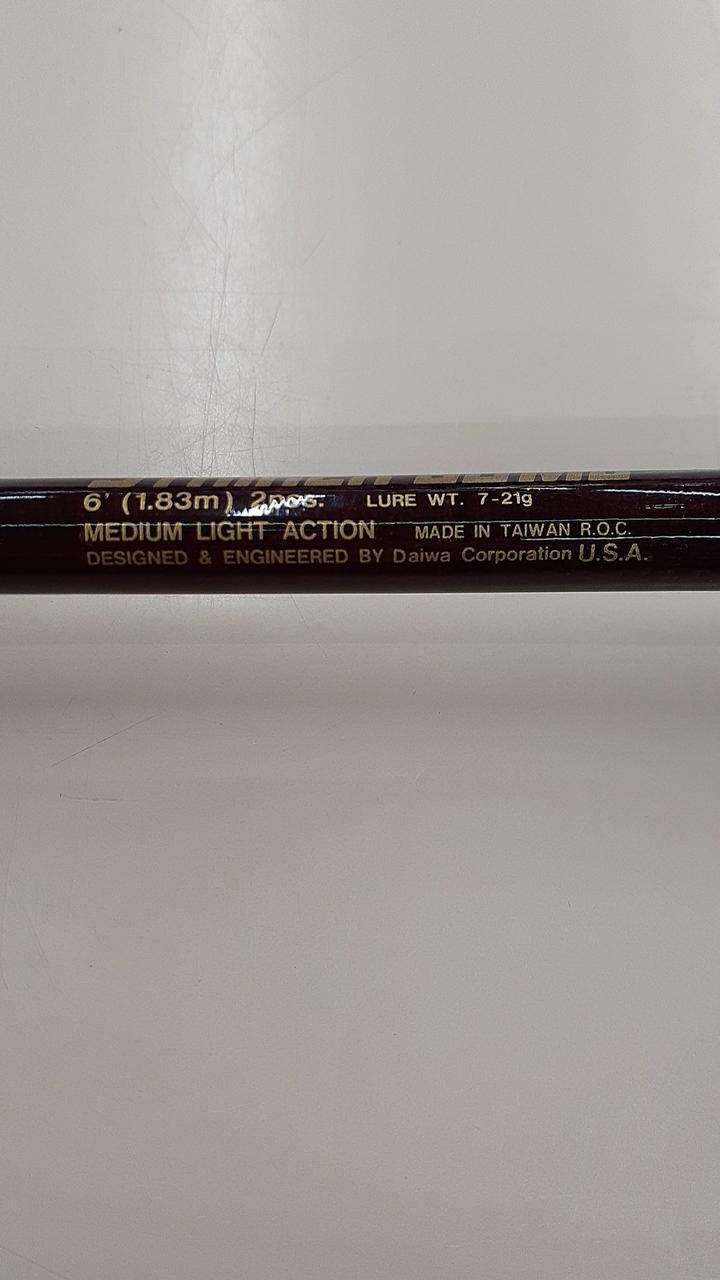 6' (1.83m) 2pcs. LURE WT. 7-21g
MEDIUM LIGHT ACTION MADE IN TAIWAN R.O.C.
DESIGNED & ENGINEERED BY Daiwa Corporation U.S.A.